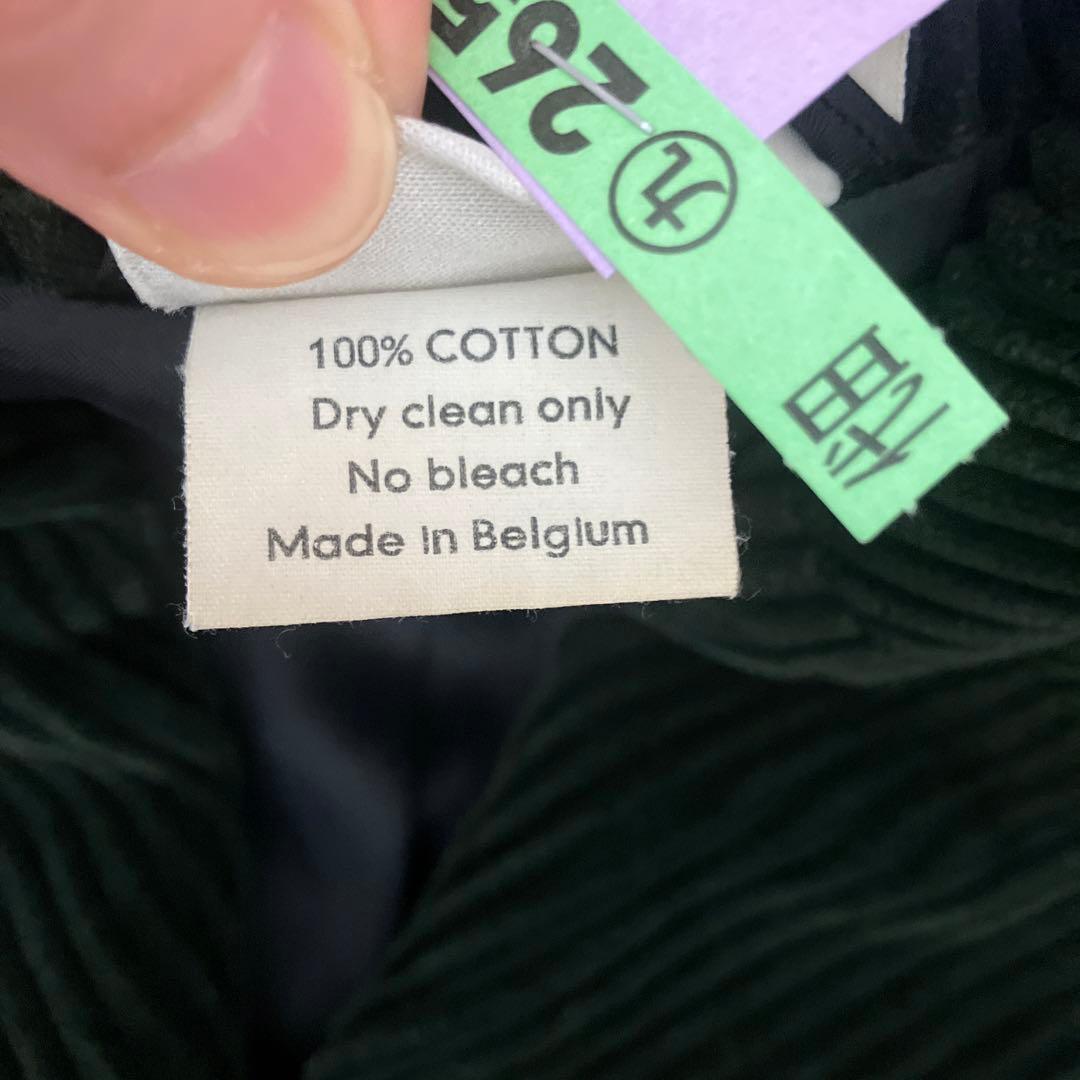 100% COTTON
Dry clean only
No bleach
Made in Belgium